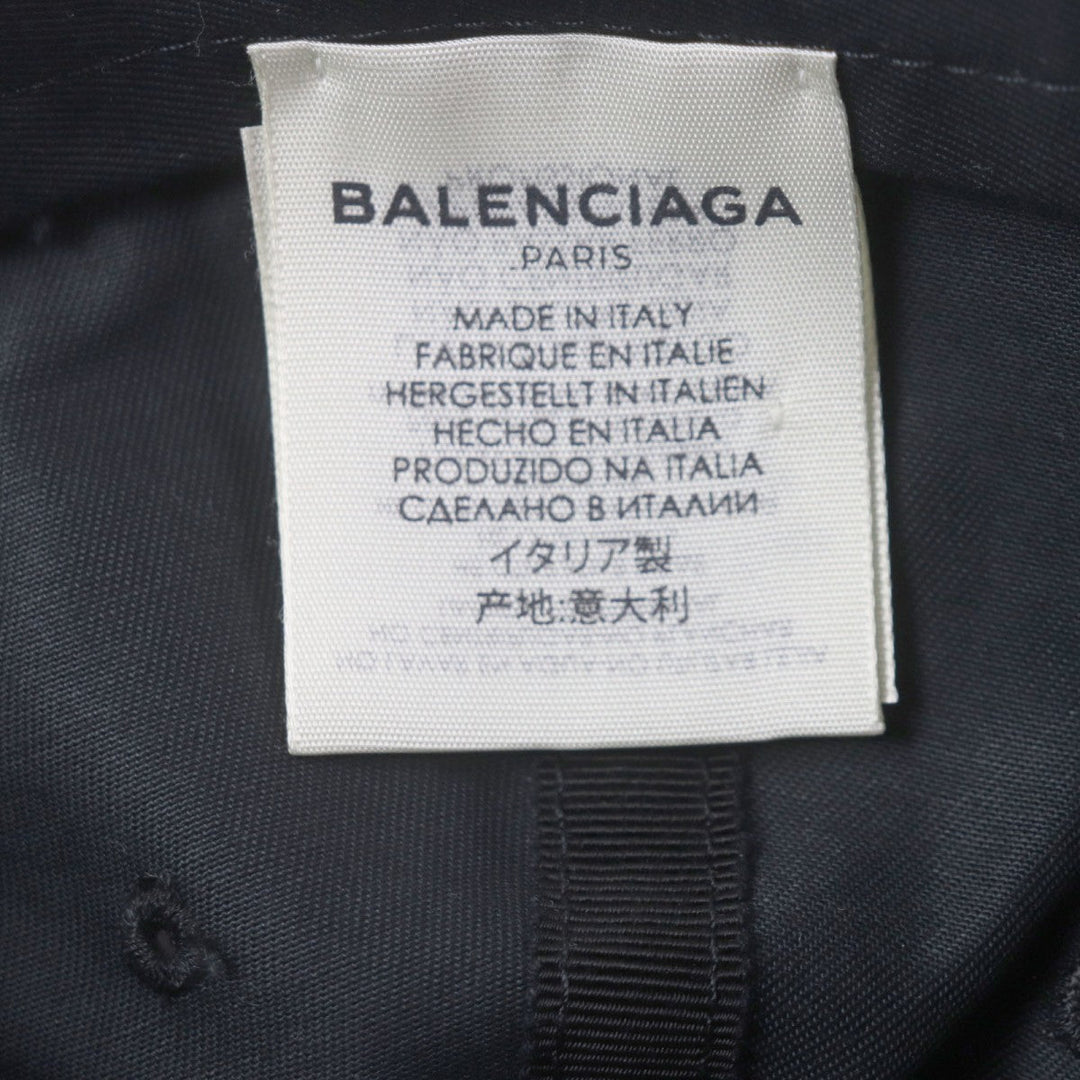 BALENCIAGA
PARIS
MADE IN ITALY
FABRIQUE EN ITALIE
HERGESTELLT IN ITALIEN
HECHO EN ITALIA
PRODUZIDO NA ITALIA
СДЕЛАНО В ИТАЛИИ
イタリア製
产地:意大利